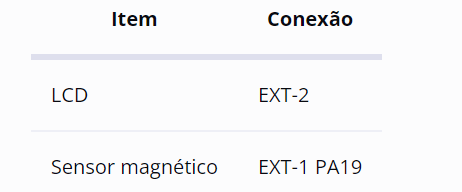 Item Conexão
LCD EXT-2
Sensor magnético EXT-1 PA19